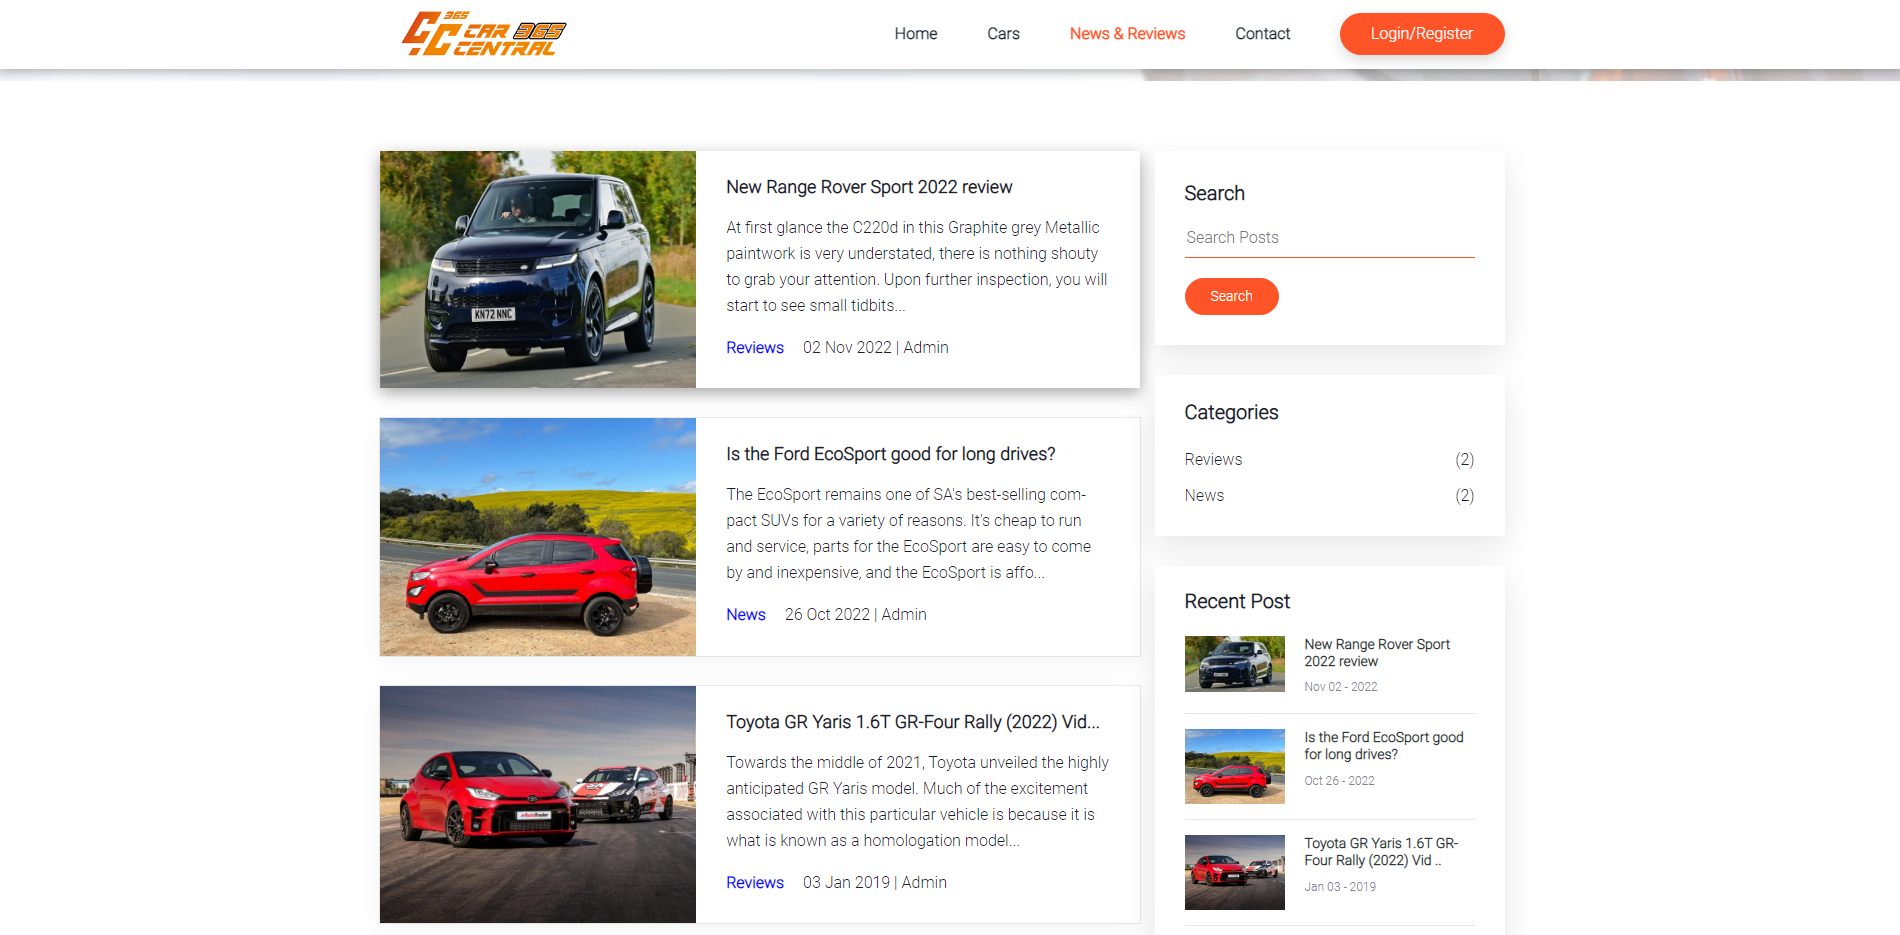 365
CAR 365
CENTRAL
Home
Cars
News & Reviews
Contact
Login/Register
KN72 NNC
New Range Rover Sport 2022 review
At first glance the C220d in this Graphite grey Metallic
paintwork is very understated, there is nothing shouty
to grab your attention. Upon further inspection, you will
start to see small tidbits...
Reviews 02 Nov 2022 | Admin
Is the Ford EcoSport good for long drives?
The EcoSport remains one of SA's best-selling com-
pact SUVs for a variety of reasons. It's cheap to run
and service, parts for the EcoSport are easy to come
by and inexpensive, and the EcoSport is affo...
News 26 Oct 2022 | Admin
AutoTrader
Toyota GR Yaris 1.6T GR-Four Rally (2022) Vid...
Towards the middle of 2021, Toyota unveiled the highly
anticipated GR Yaris model. Much of the excitement
associated with this particular vehicle is because it is
what is known as a homologation model...
Reviews 03 Jan 2019 | Admin
Search
Search Posts
Search
Categories
Reviews (2)
News (2)
Recent Post
New Range Rover Sport
2022 review
Nov 02 - 2022
Is the Ford EcoSport good
for long drives?
Oct 26 - 2022
Toyota GR Yaris 1.6T GR-
Four Rally (2022) Vid ..
Jan 03 - 2019